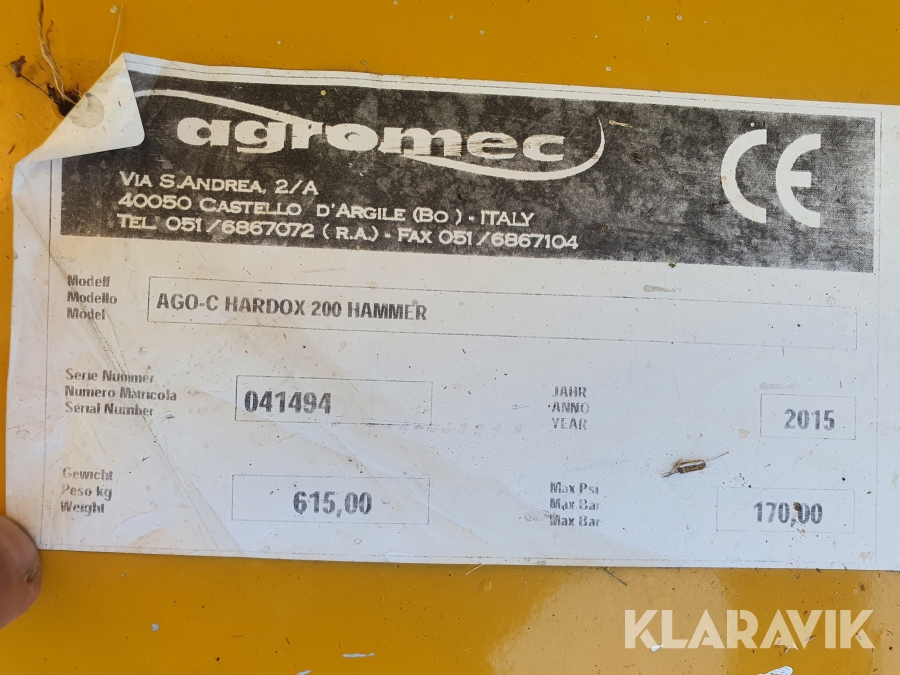 agromec
CE
VIA S.ANDREA, 2/A
40050 CASTELLO D'ARGILE (BO) - ITALY
TEL. 051/6867072 ( R.A.) - FAX 051/6867104
Modell
Modello
Model
AGO-C HARDOX 200 HAMMER
Serie Nummer
Numero Matricola
Serial Number
041494
JAHR
ANNO
YEAR
2015
Gewicht
Peso kg
Weight
615,00
Max Psi
Max Bar
Max Bar
170,00
KLARAVIK